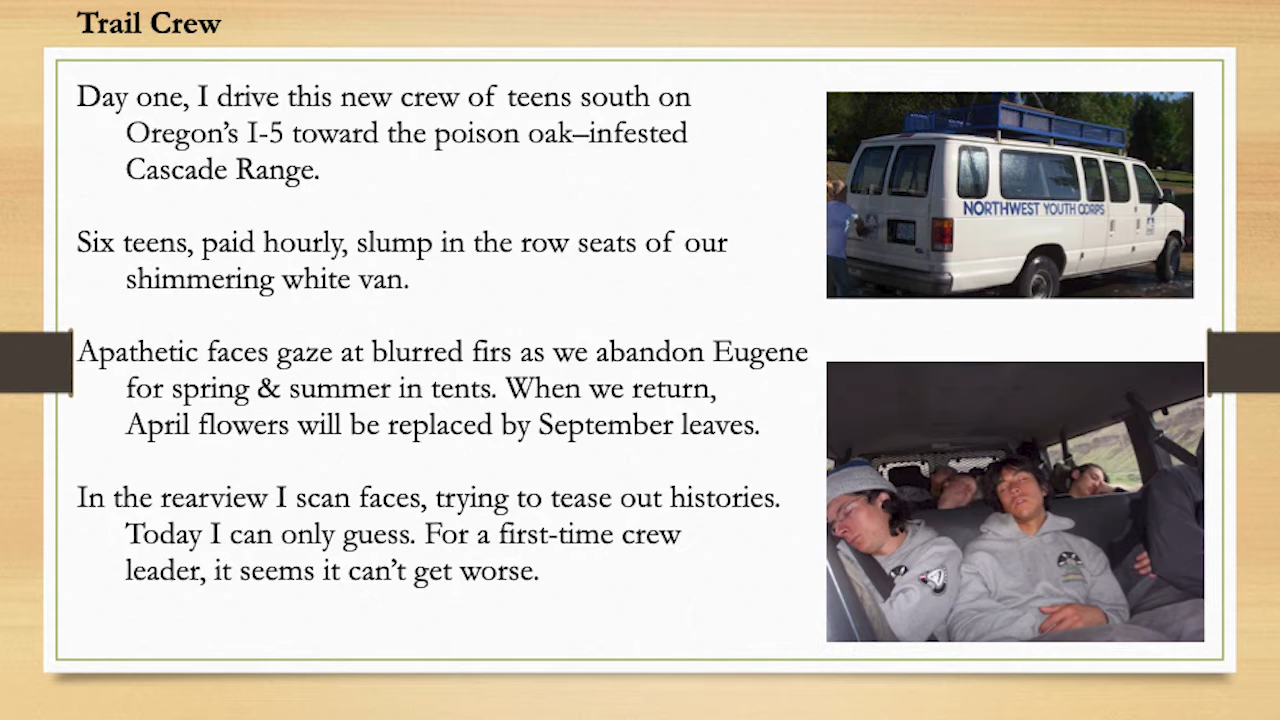 Trail Crew
Day one, I drive this new crew of teens south on
Oregon’s I-5 toward the poison oak–infested
Cascade Range.
Six teens, paid hourly, slump in the row seats of our
shimmering white van.
Apathetic faces gaze at blurred firs as we abandon Eugene
for spring & summer in tents. When we return,
April flowers will be replaced by September leaves.
In the rearview I scan faces, trying to tease out histories.
Today I can only guess. For a first-time crew
leader, it seems it can’t get worse.
NORTHWEST YOUTH CORPS